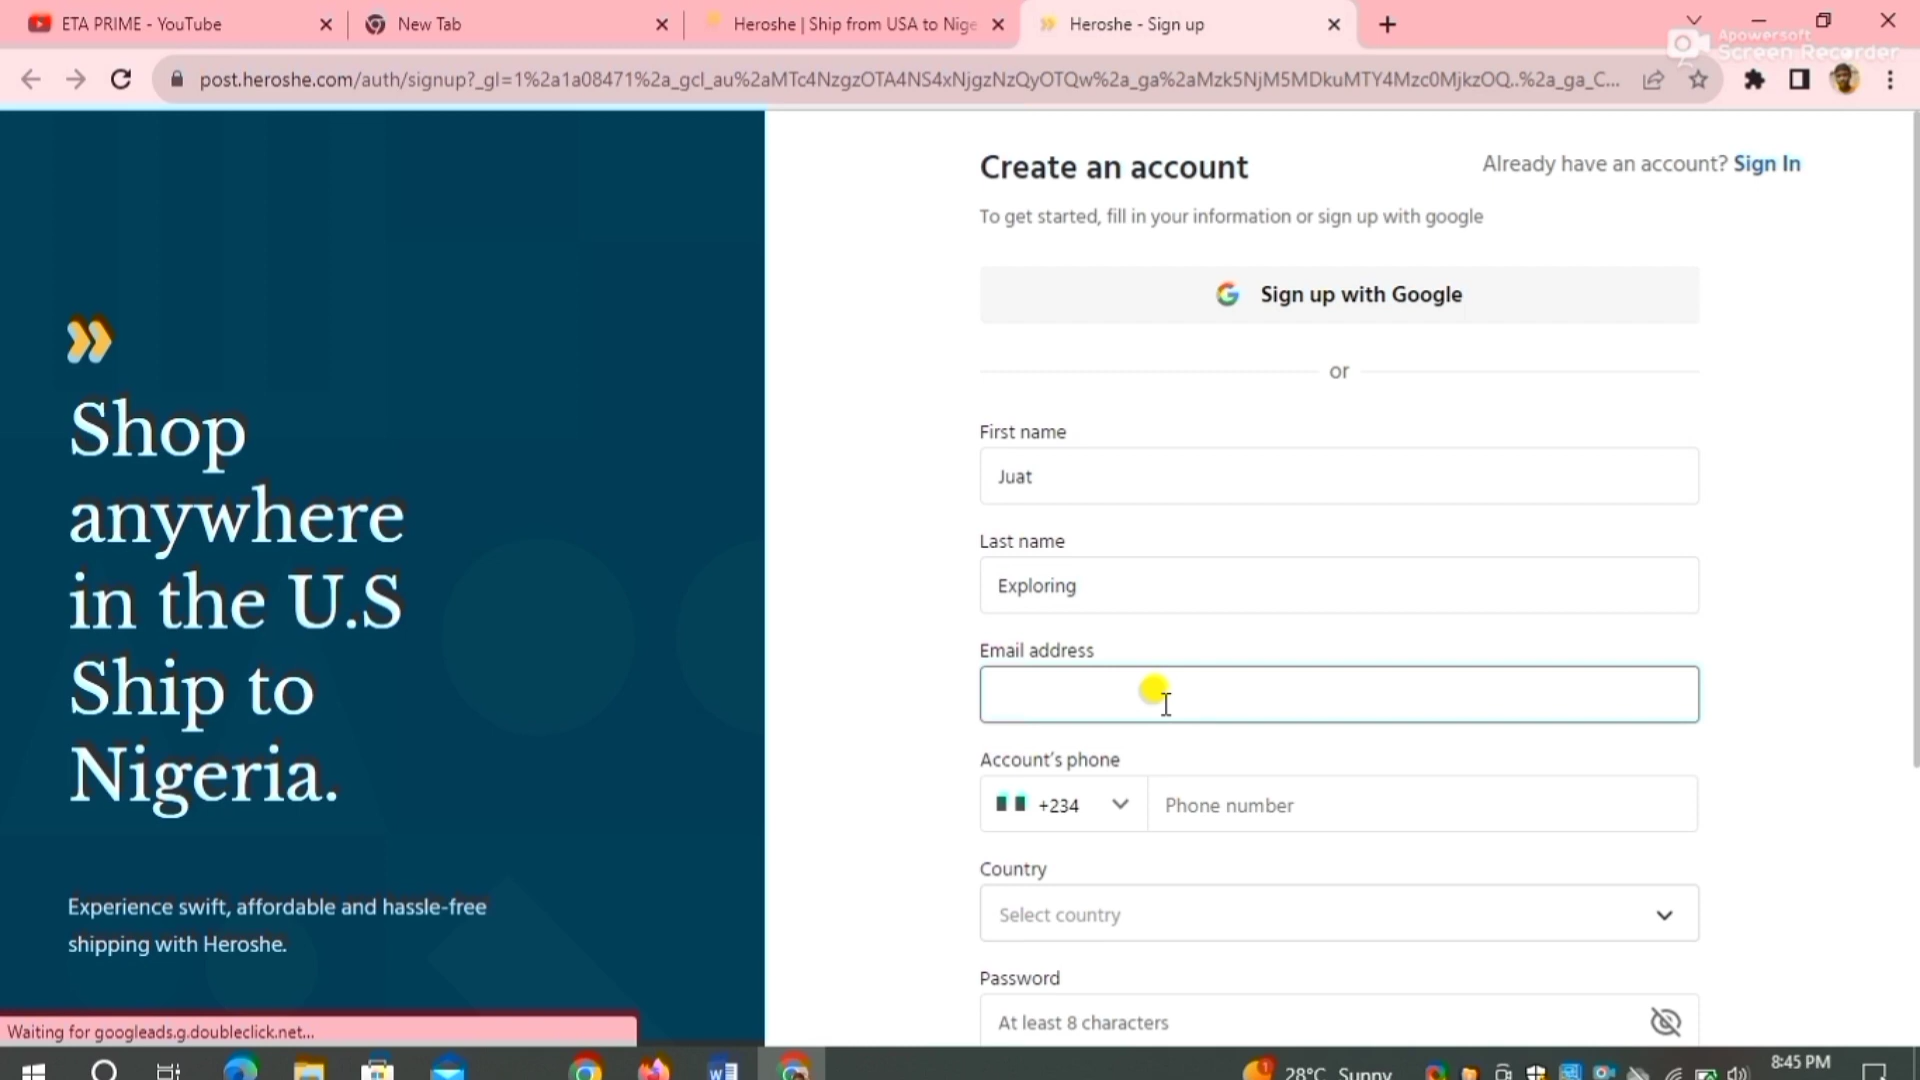 ETA PRIME - YouTube
New Tab
Heroshe | Ship from USA to Nige
Heroshe - Sign up
Apowersoft
Screen Recorder
post.heroshe.com/auth/signup?_gl=1%2a1a08471%2a_gcl_au%2aMTc4NzgzOTA4NS4xNjgzNzQyOTQw%2a_ga%2aMzk5NjM5MDkuMTY4Mzc0MjkzOQ..%2a_ga_C...
Create an account
Already have an account? Sign In
To get started, fill in your information or sign up with google
Sign up with Google
or
Shop
anywhere
in the U.S
Ship to
Nigeria.
Experience swift, affordable and hassle-free
shipping with Heroshe.
First name
Juat
Last name
Exploring
Email address
Account's phone
+234
Phone number
Country
Select country
Password
At least 8 characters
Waiting for googleads.g.doubleclick.net...
1
28°C Sunny
8:45 PM